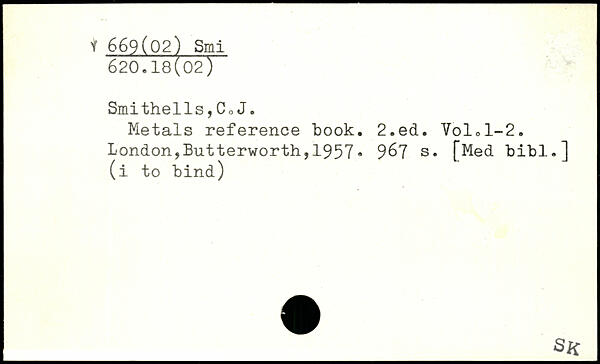 669(02) Smi
620.18(02)
Smithells,C.J.
Metals reference book. 2.ed. Vol.1-2.
London,Butterworth,1957. 967 s. [Med bibl.]
(i to bind)
SK